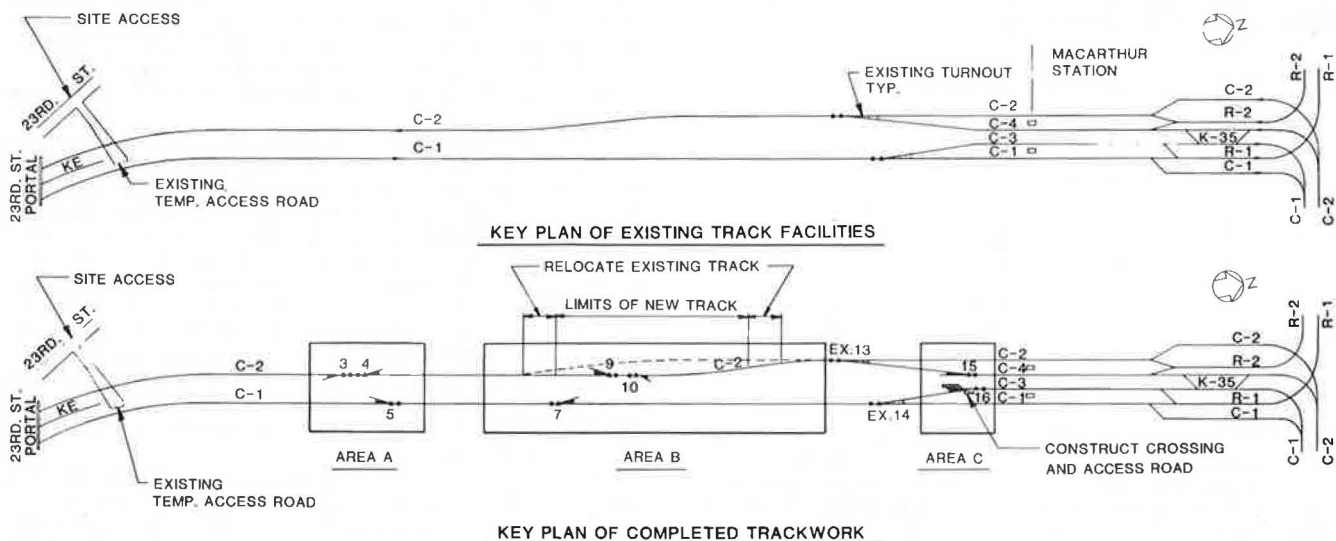 SITE ACCESS
23RD. ST.
23RD. ST.
PORTAL
KE
EXISTING
TEMP. ACCESS ROAD
C-2
C-1
EXISTING TURNOUT
TYP.
MACARTHUR
STATION
C-2
C-4
C-3
C-1
N
R-2
R-1
C-2
R-2
K-35
R-1
C-1
C-1
C-2
KEY PLAN OF EXISTING TRACK FACILITIES
SITE ACCESS
23RD. ST.
23RD. ST.
PORTAL
KE
EXISTING
TEMP. ACCESS ROAD
C-2
C-1
3 4
5
AREA A
RELOCATE EXISTING TRACK
LIMITS OF NEW TRACK
9
10
C-2
7
AREA B
EX.13
EX.14
15
16
AREA C
C-2
C-4
C-3
C-1
CONSTRUCT CROSSING
AND ACCESS ROAD
N
R-2
R-1
C-2
R-2
K-35
R-1
C-1
C-1
C-2
KEY PLAN OF COMPLETED TRACKWORK